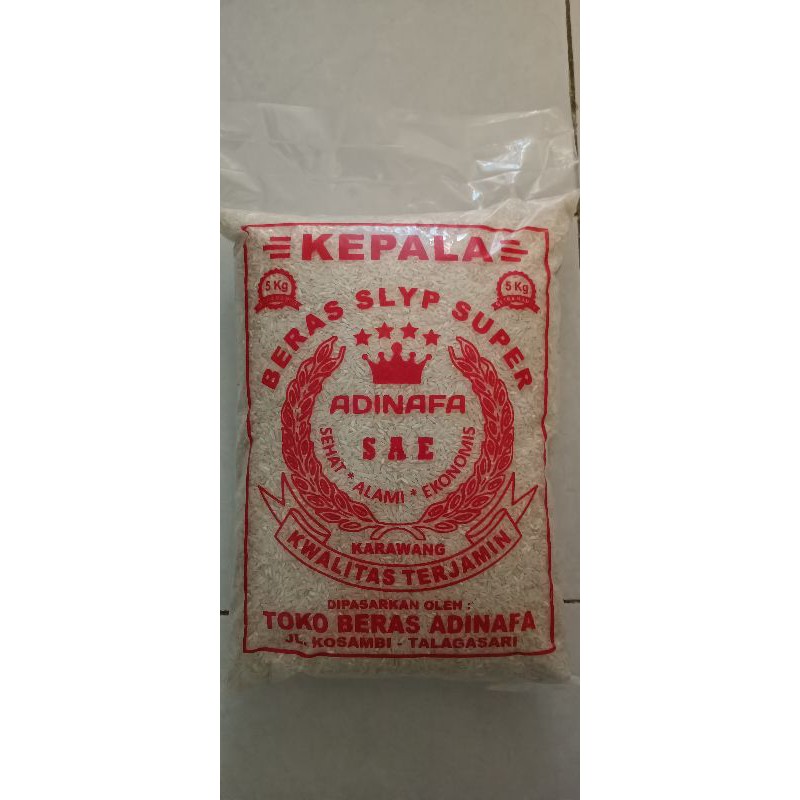 KEPALA
5 Kg
5 Kg
BERAS SLYP SUPER
ADINAFA
SAE
SEHAT * ALAMI * EKONOMIS
KARAWANG
KWALITAS TERJAMIN
DIPASARKAN OLEH :
TOKO BERAS ADINAFA
JL. KOSAMBI - TALAGASARI